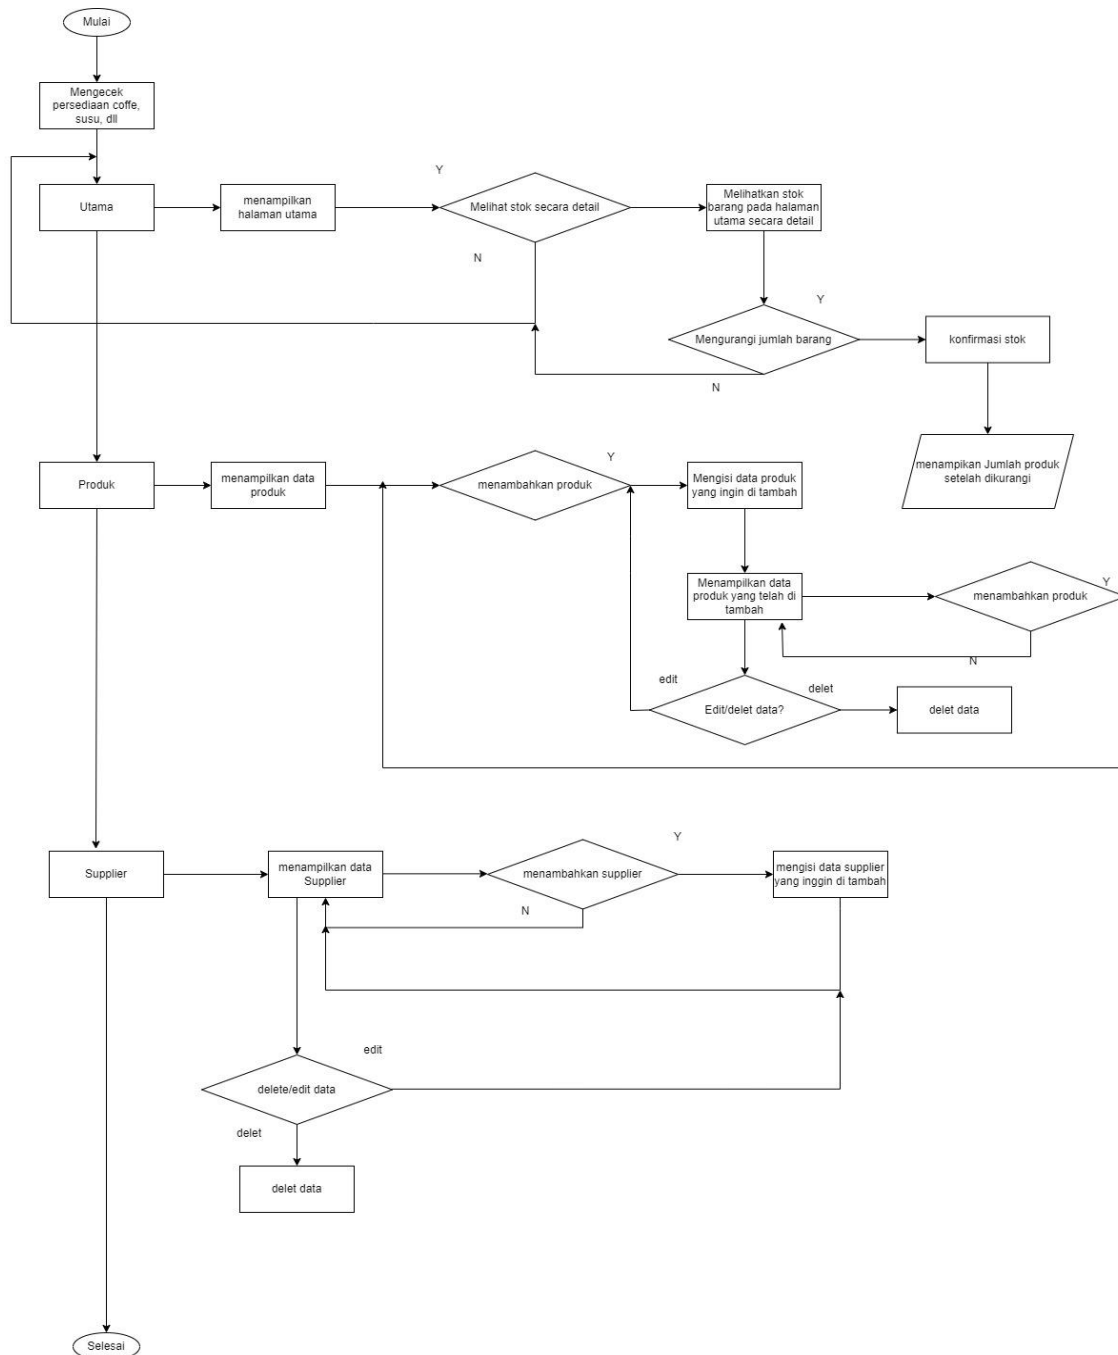 Mulai
Mengecek
persediaan coffe,
susu, dll
Y
Utama
menampilkan
halaman utama
Melihat stok secara detail
Melihatkan stok
barang pada halaman
utama secara detail
N
Y
Mengurangi jumlah barang
konfirmasi stok
N
menampikan Jumlah produk
setelah dikurangi
Produk
menampilkan data
produk
menambahkan produk
Y
Mengisi data produk
yang ingin di tambah
Menampilkan data
produk yang telah di
tambah
menambahkan produk
Y
N
edit
delet
Edit/delet data?
delet data
Supplier
menampilkan data
Supplier
menambahkan supplier
Y
mengisi data supplier
yang inggin di tambah
N
edit
delete/edit data
delet
delet data
Selesai